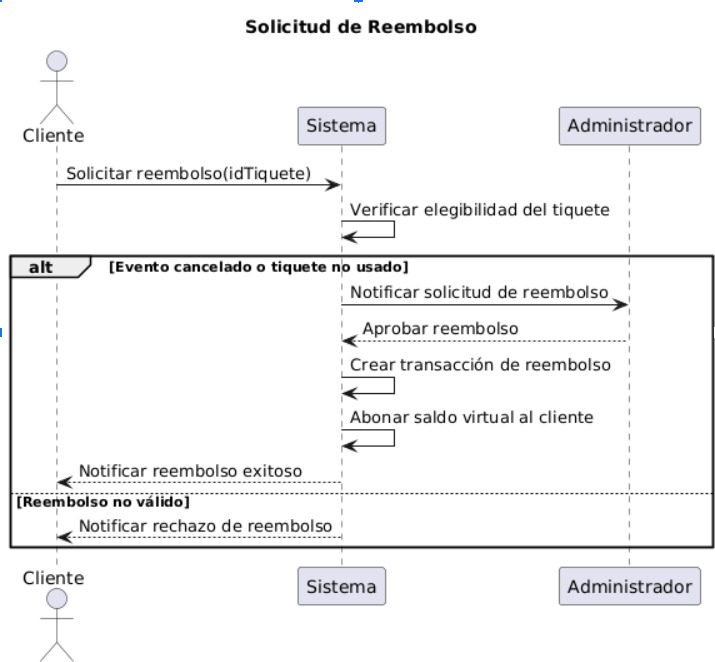 Solicitud de Reembolso
Cliente
Sistema
Administrador
Solicitar reembolso(idTiquete)
Verificar elegibilidad del tiquete
alt [Evento cancelado o tiquete no usado]
Notificar solicitud de reembolso
Aprobar reembolso
Crear transacción de reembolso
Abonar saldo virtual al cliente
Notificar reembolso exitoso
[Reembolso no válido]
Notificar rechazo de reembolso
Cliente
Sistema
Administrador